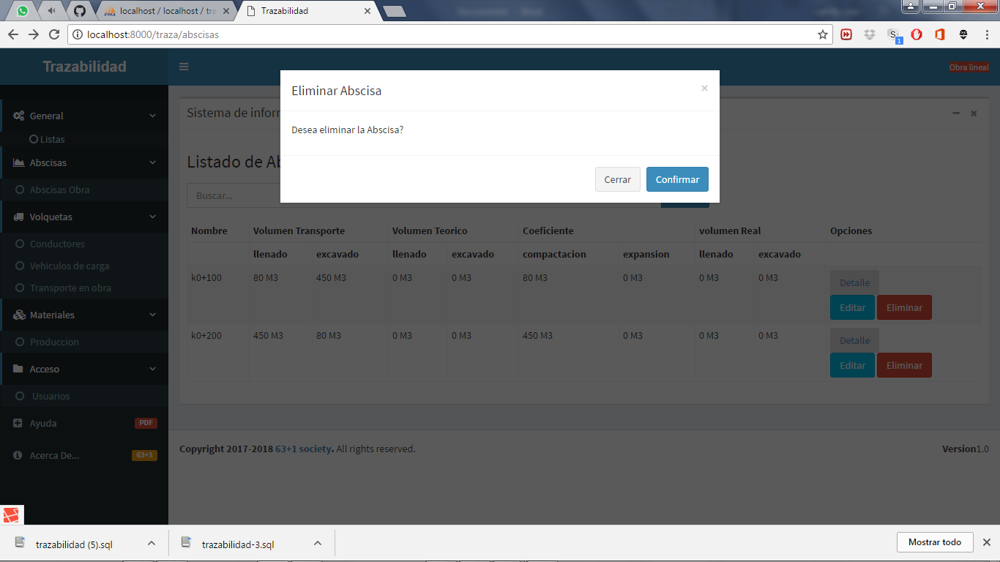 localhost / localhost / tra
Trazabilidad
localhost:8000/traza/abscisas
Trazabilidad
Obra lineal
General
Listas
Abscisas
Abscisas Obra
Volquetas
Conductores
Vehiculos de carga
Transporte en obra
Materiales
Produccion
Acceso
Usuarios
Ayuda PDF
Acerca De... 63+1
Eliminar Abscisa ×
Desea eliminar la Abscisa?
Cerrar Confirmar
Sistema de infor
Listado de Ab
Buscar...
Nombre Volumen Transporte Volumen Teorico Coeficiente volumen Real Opciones
llenado excavado llenado excavado compactacion expansion llenado excavado
k0+100 80 M3 450 M3 0 M3 0 M3 80 M3 0 M3 0 M3 0 M3 Detalle
Editar Eliminar
k0+200 450 M3 80 M3 0 M3 0 M3 450 M3 0 M3 0 M3 0 M3 Detalle
Editar Eliminar
Copyright 2017-2018 63+1 society. All rights reserved. Version1.0
trazabilidad (5).sql trazabilidad-3.sql Mostrar todo